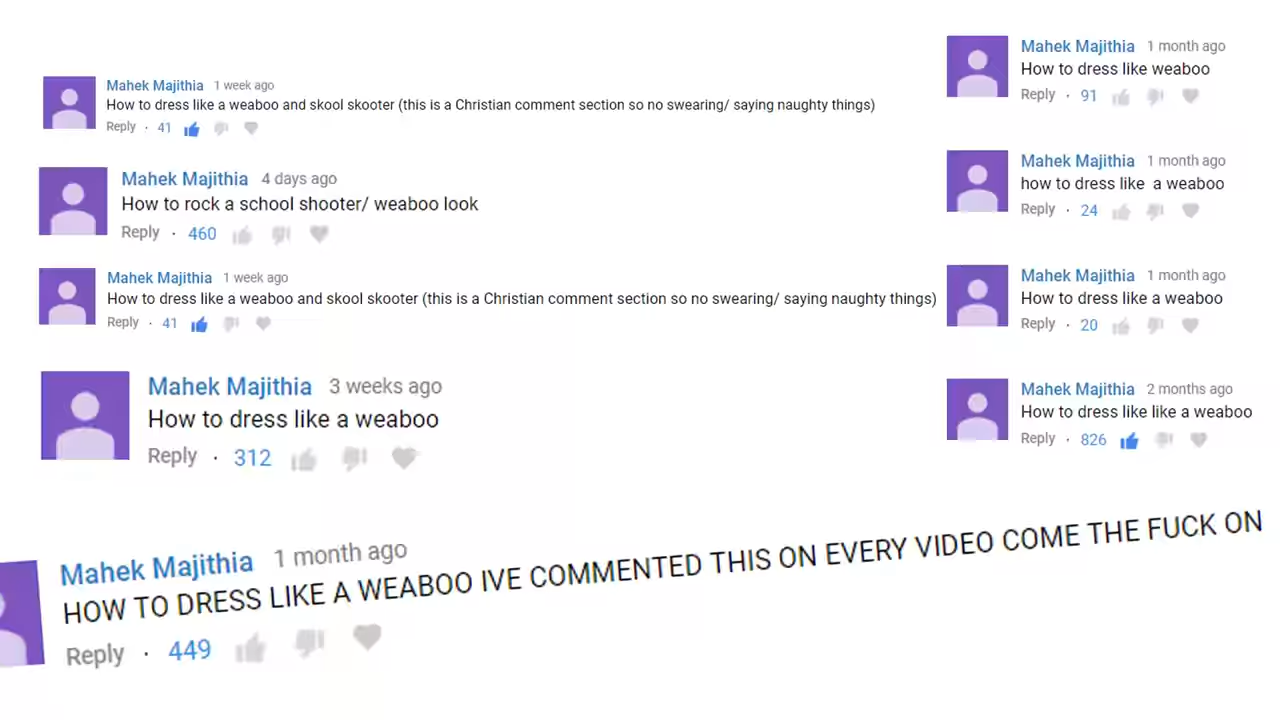 Mahek Majithia 1 week ago
How to dress like a weaboo and skool skooter (this is a Christian comment section so no swearing/ saying naughty things)
Reply · 41
Mahek Majithia 4 days ago
How to rock a school shooter/ weaboo look
Reply · 460
Mahek Majithia 1 week ago
How to dress like a weaboo and skool skooter (this is a Christian comment section so no swearing/ saying naughty things)
Reply · 41
Mahek Majithia 3 weeks ago
How to dress like a weaboo
Reply · 312
Mahek Majithia 1 month ago
How to dress like weaboo
Reply · 91
Mahek Majithia 1 month ago
how to dress like a weaboo
Reply · 24
Mahek Majithia 1 month ago
How to dress like a weaboo
Reply · 20
Mahek Majithia 2 months ago
How to dress like like a weaboo
Reply · 826
Mahek Majithia 1 month ago
HOW TO DRESS LIKE A WEABOO IVE COMMENTED THIS ON EVERY VIDEO COME THE FUCK ON
Reply · 449